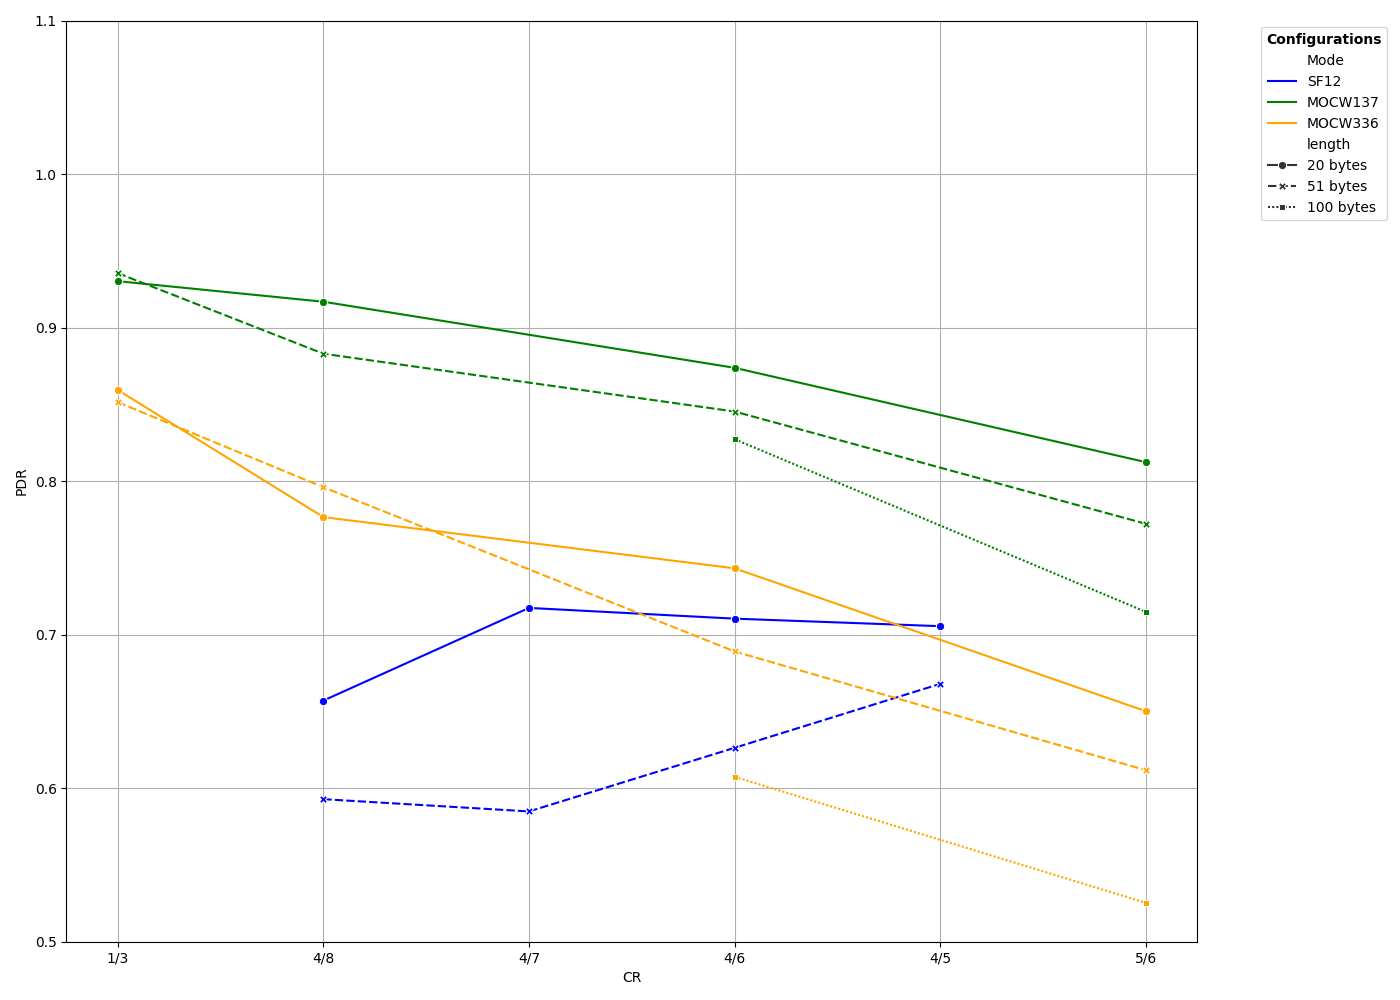 1.1
1.0
0.9
0.8
0.7
0.6
0.5
PDR
1/3 4/8 4/7 4/6 4/5 5/6
CR
Configurations
Mode
SF12
MOCW137
MOCW336
length
20 bytes
51 bytes
100 bytes